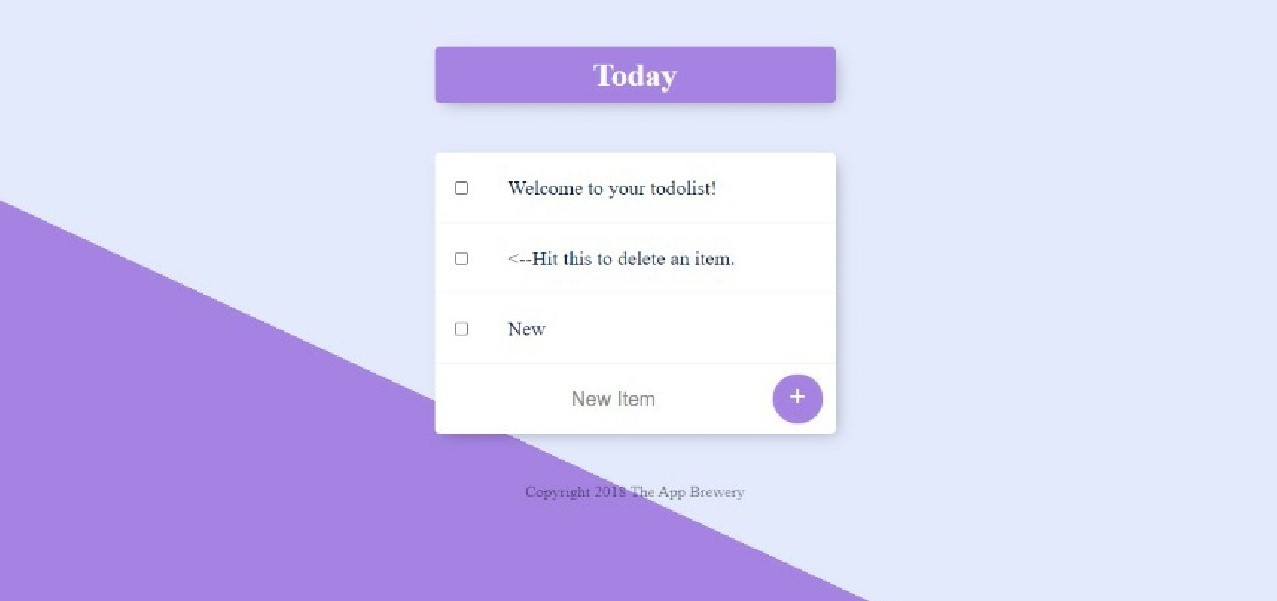 Today
Welcome to your todolist!
<--Hit this to delete an item.
New
New Item
+
Copyright 2018 The App Brewery